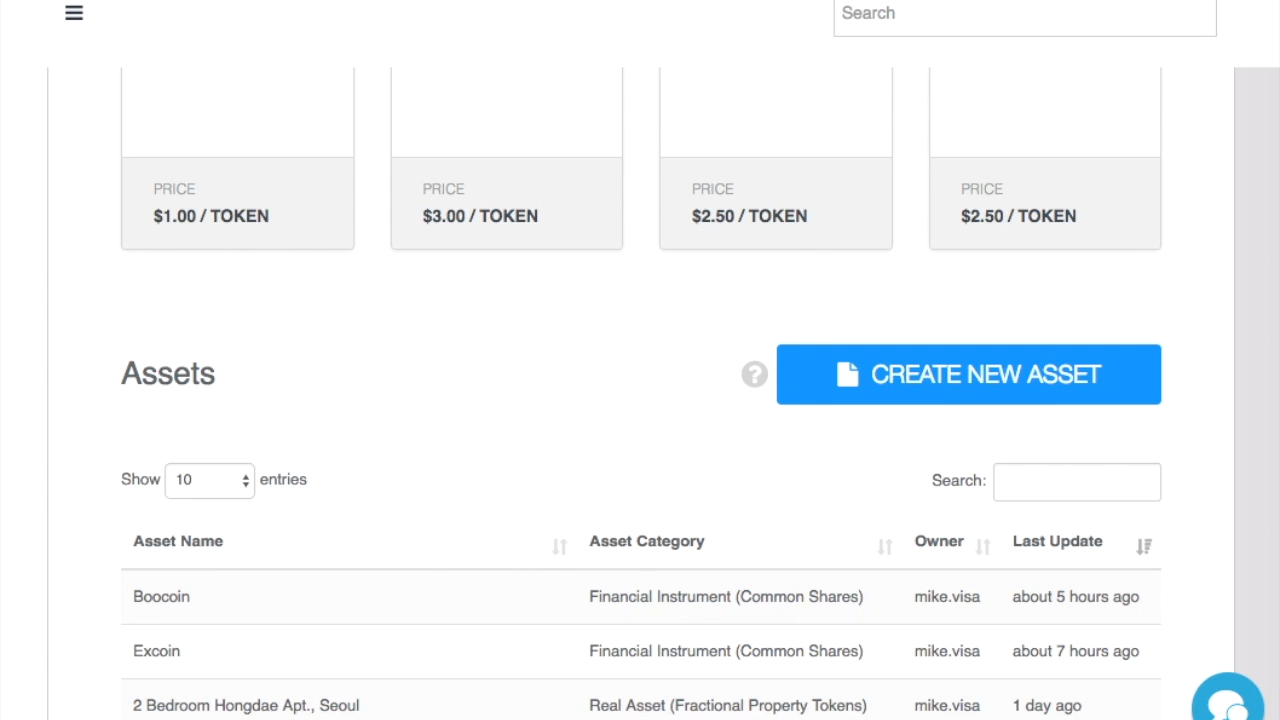 Search
PRICE PRICE PRICE PRICE
$1.00 / TOKEN $3.00 / TOKEN $2.50 / TOKEN $2.50 / TOKEN
Assets ? CREATE NEW ASSET
Show 10 entries Search:
Asset Name Asset Category Owner Last Update
Boocoin Financial Instrument (Common Shares) mike.visa about 5 hours ago
Excoin Financial Instrument (Common Shares) mike.visa about 7 hours ago
2 Bedroom Hongdae Apt., Seoul Real Asset (Fractional Property Tokens) mike.visa 1 day ago